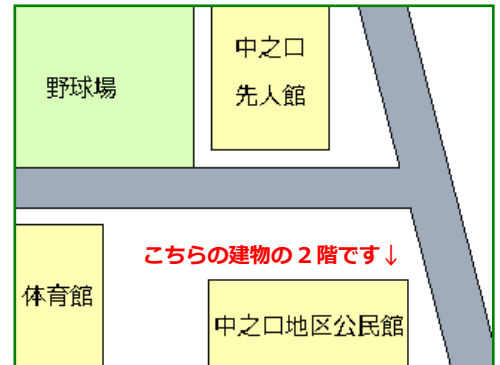 野球場
中之口
先人館
こちらの建物の2階です↓
体育館
中之口地区公民館